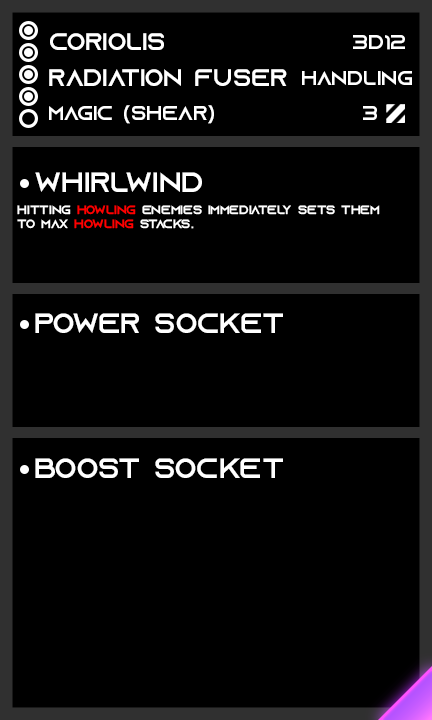 CORIOLIS 3D12
RADIATION FUSER HANDLING
MAGIC (SHEAR) 3
• WHIRLWIND
HITTING HOWLING ENEMIES IMMEDIATELY SETS THEM
TO MAX HOWLING STACKS.
• POWER SOCKET
• BOOST SOCKET